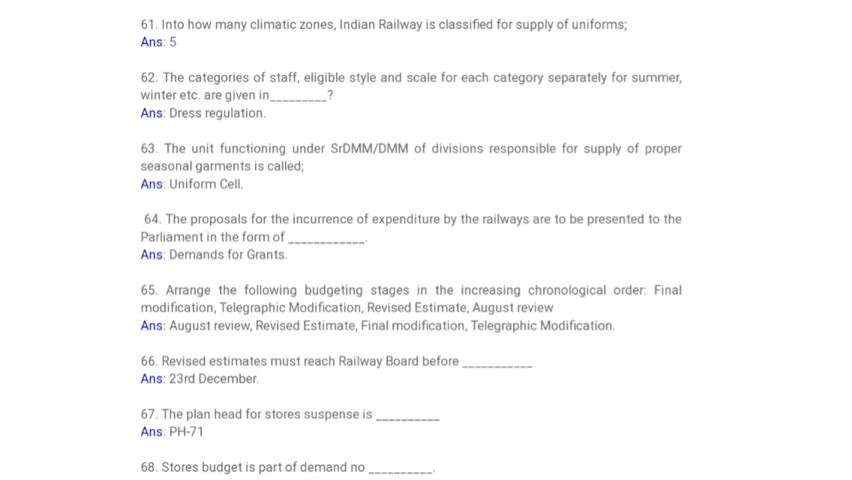 61. Into how many climatic zones, Indian Railway is classified for supply of uniforms;
Ans: 5
62. The categories of staff, eligible style and scale for each category separately for summer,
winter etc. are given in_________?
Ans: Dress regulation.
63. The unit functioning under SrDMM/DMM of divisions responsible for supply of proper
seasonal garments is called;
Ans: Uniform Cell.
64. The proposals for the incurrence of expenditure by the railways are to be presented to the
Parliament in the form of ____________.
Ans: Demands for Grants.
65. Arrange the following budgeting stages in the increasing chronological order: Final
modification, Telegraphic Modification, Revised Estimate, August review
Ans: August review, Revised Estimate, Final modification, Telegraphic Modification.
66. Revised estimates must reach Railway Board before ___________
Ans: 23rd December.
67. The plan head for stores suspense is __________
Ans: PH-71
68. Stores budget is part of demand no __________.